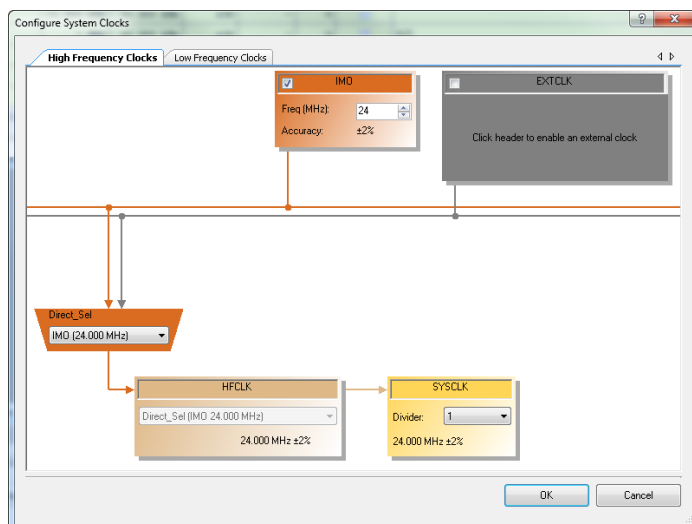 Configure System Clocks
?
High Frequency Clocks Low Frequency Clocks
IMO
Freq (MHz): 24
Accuracy: ±2%
EXTCLK
Click header to enable an external clock
Direct_Sel
IMO (24.000 MHz)
HFCLK
Direct_Sel (IMO 24.000 MHz)
24.000 MHz ±2%
SYSCLK
Divider: 1
24.000 MHz ±2%
OK Cancel